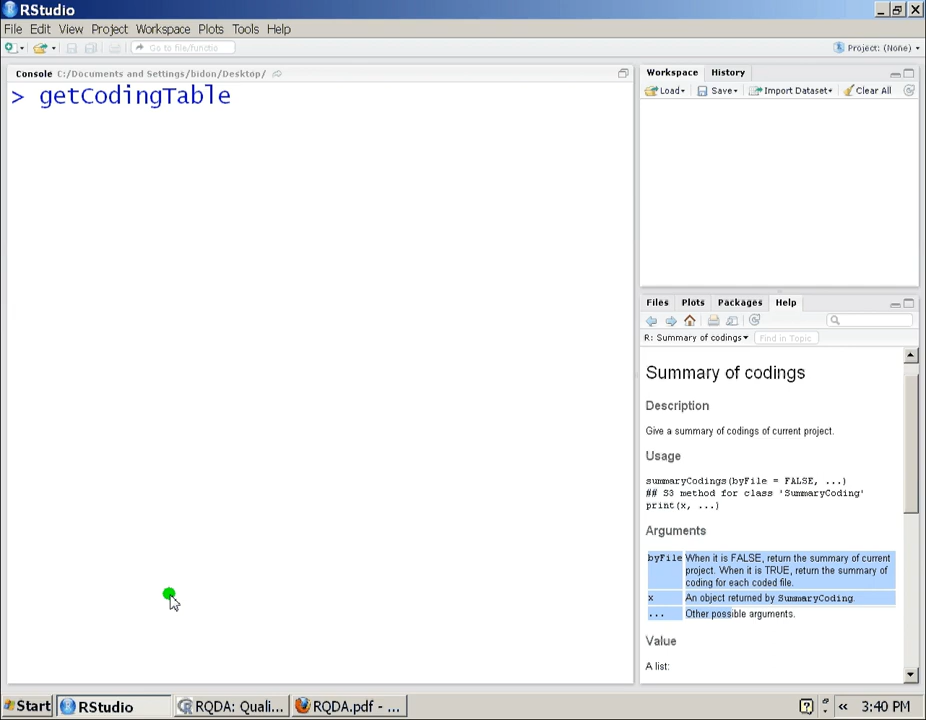 RStudio
File Edit View Project Workspace Plots Tools Help
Go to file/functio
Project: (None)
Console C:/Documents and Settings/bidon/Desktop/
> getCodingTable
Workspace History
Load Save Import Dataset Clear All
Files Plots Packages Help
R: Summary of codings Find in Topic
Summary of codings
Description
Give a summary of codings of current project.
Usage
summaryCodings(byFile = FALSE, ...)
## S3 method for class 'SummaryCoding'
print(x, ...)
Arguments
byFile When it is FALSE, return the summary of current
project. When it is TRUE, return the summary of
coding for each coded file.
x An object returned by SummaryCoding.
... Other possible arguments.
Value
A list:
Start RStudio RQDA: Quali... RQDA.pdf - ... « 3:40 PM